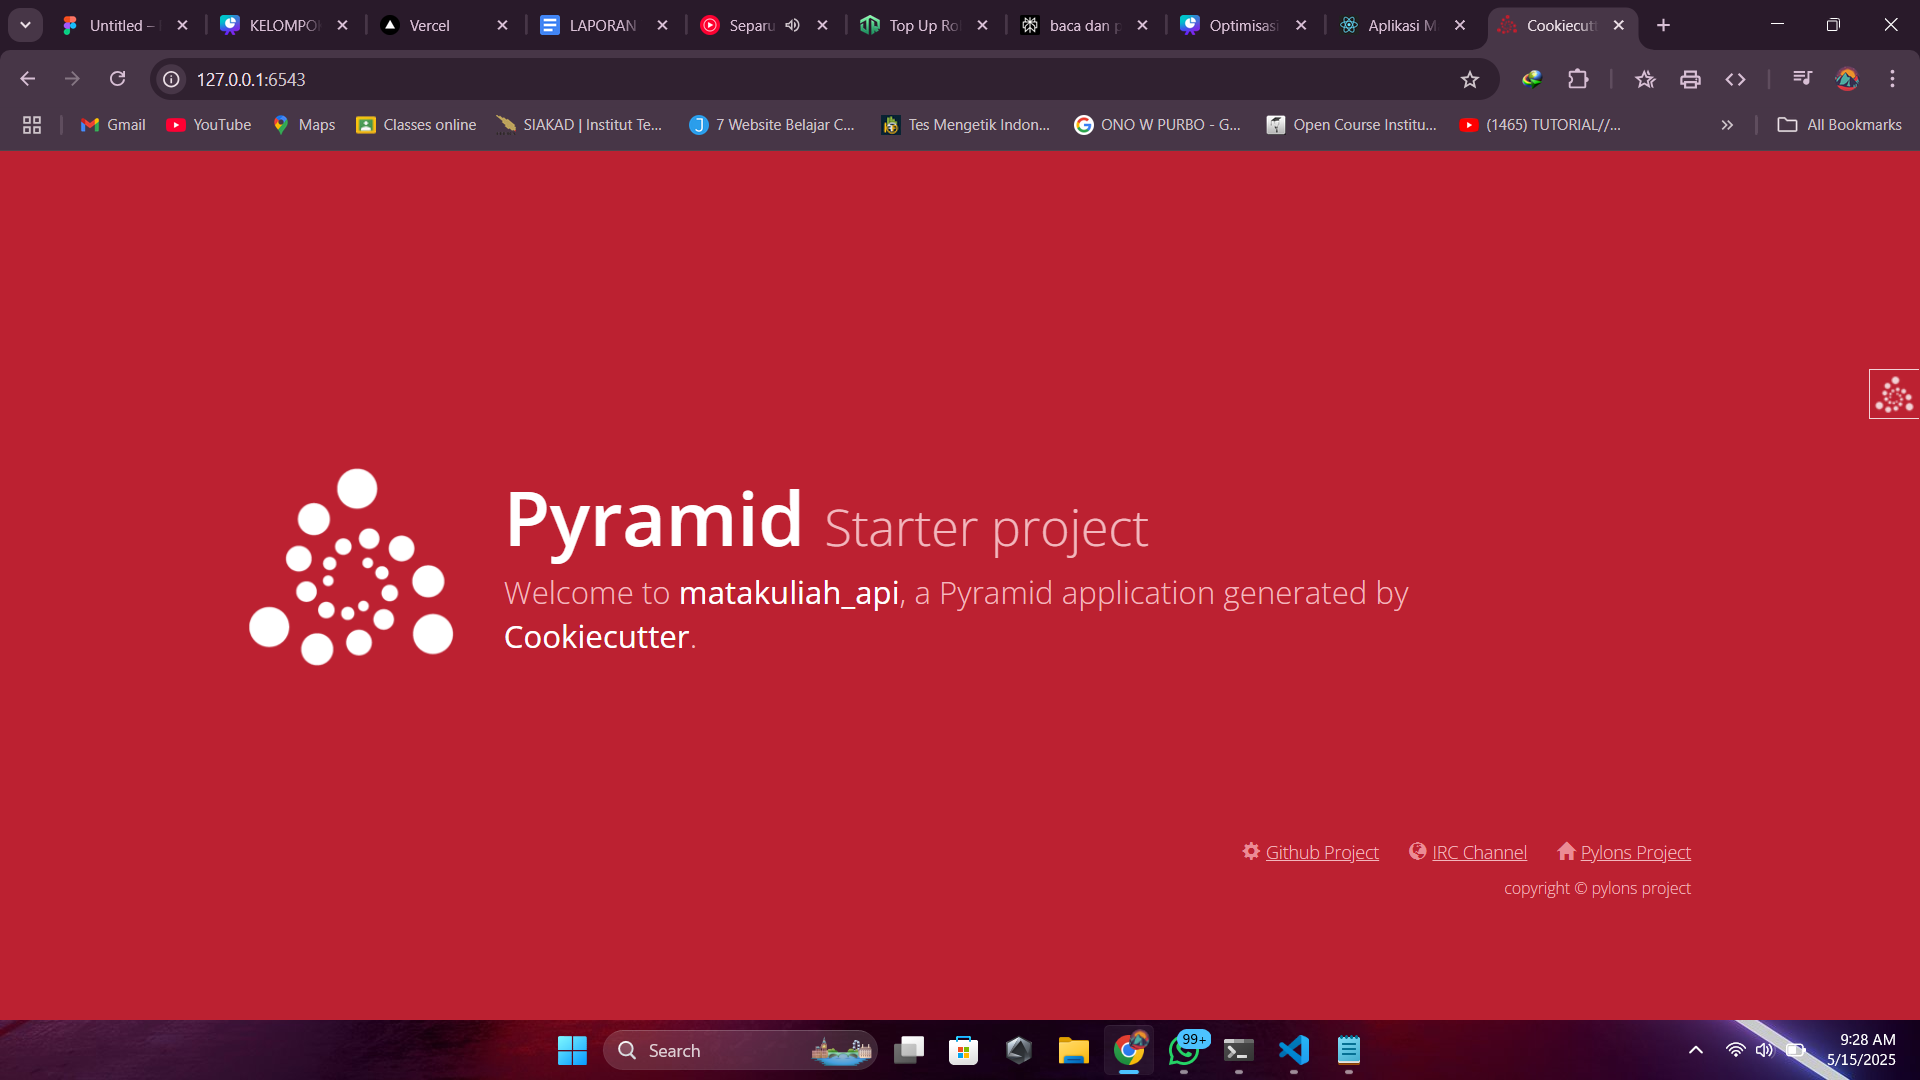 Untitled –
KELOMPO
Vercel
LAPORAN
Separu
Top Up Ro
baca dan p
Optimisasi
Aplikasi M
Cookiecut
127.0.0.1:6543
Gmail
YouTube
Maps
Classes online
SIAKAD | Institut Te...
7 Website Belajar C...
Tes Mengetik Indon...
ONO W PURBO - G...
Open Course Institu...
(1465) TUTORIAL//...
All Bookmarks
Pyramid Starter project
Welcome to matakuliah_api, a Pyramid application generated by
Cookiecutter.
Github Project
IRC Channel
Pylons Project
copyright © pylons project
Search
99+
9:28 AM
5/15/2025